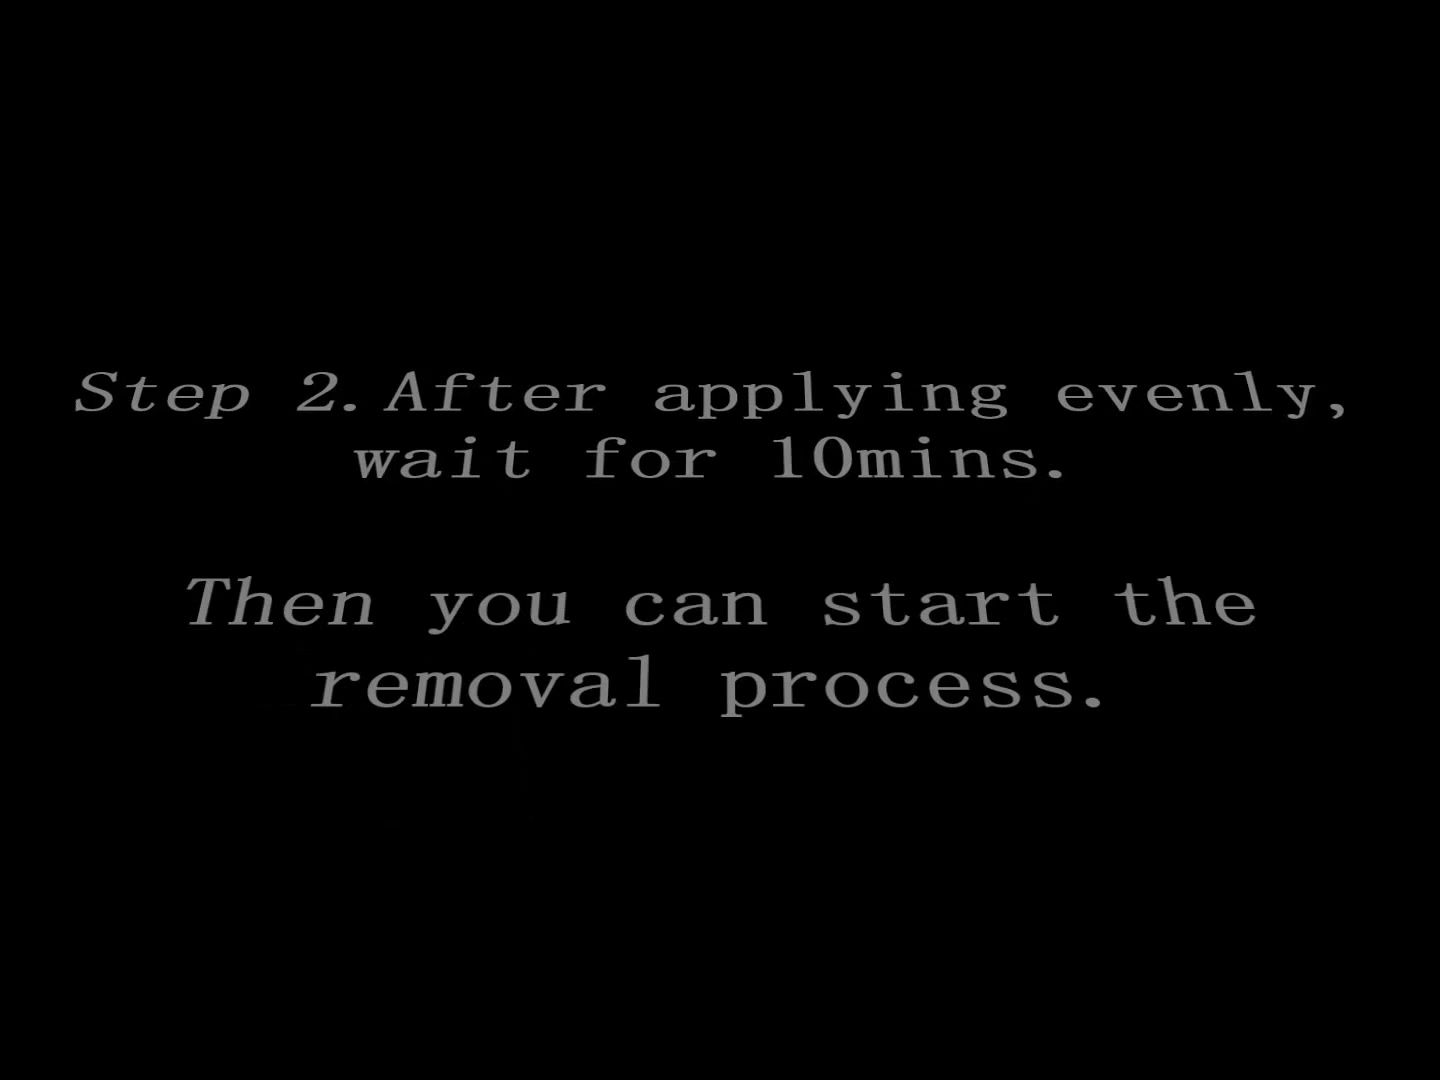 Step 2. After applying evenly,
wait for 10mins.
Then you can start the
removal process.